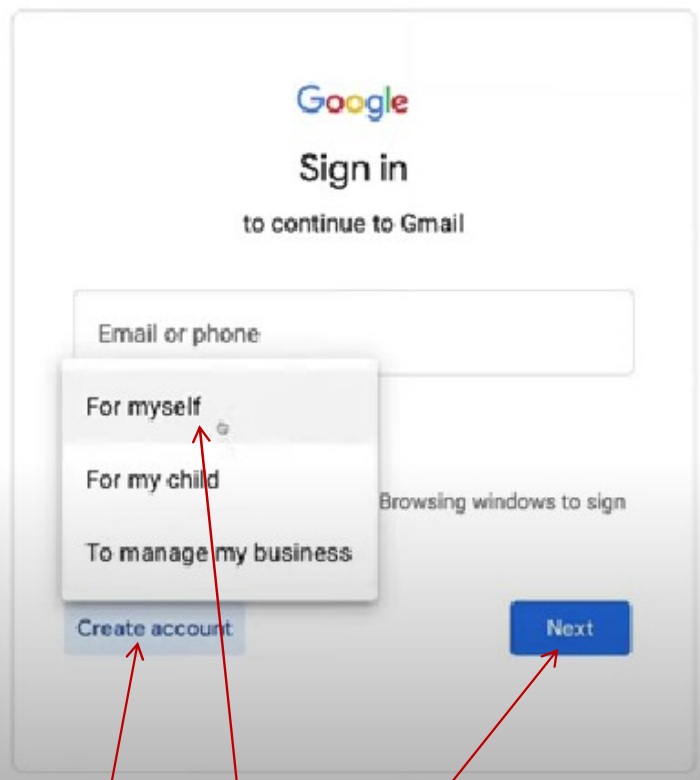 Google
Sign in
to continue to Gmail
Email or phone
For myself
For my child
Browsing windows to sign
To manage my business
Create account
Next